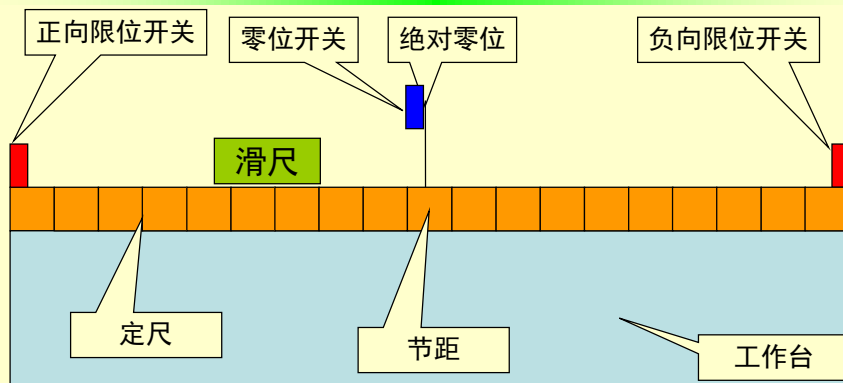 正向限位开关
零位开关
绝对零位
负向限位开关
滑尺
定尺
节距
工作台